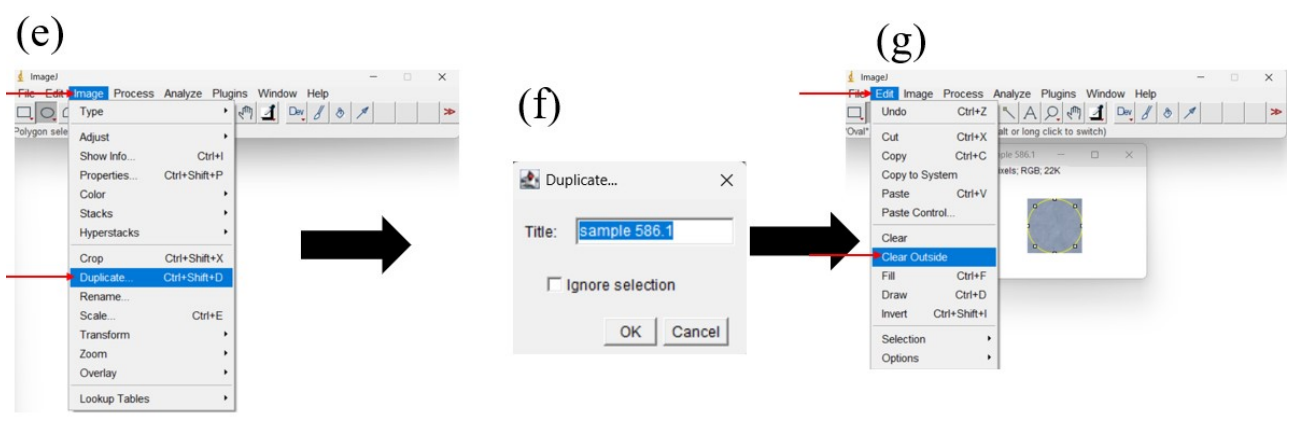 (e)
ImageJ
File Edit Image Process Analyze Plugins Window Help
Type
Dev
Polygon sele
Adjust
Show Info... Ctrl+I
Properties... Ctrl+Shift+P
Color
Stacks
Hyperstacks
Crop Ctrl+Shift+X
Duplicate... Ctrl+Shift+D
Rename...
Scale... Ctrl+E
Transform
Zoom
Overlay
Lookup Tables
(f)
Duplicate...
Title: sample 586.1
Ignore selection
OK Cancel
(g)
ImageJ
File Edit Image Process Analyze Plugins Window Help
Undo Ctrl+Z
A Dev
"Oval" alt or long click to switch)
Cut Ctrl+X
Copy Ctrl+C
Copy to System
Paste Ctrl+V
Paste Control...
Clear
Clear Outside
Fill Ctrl+F
Draw Ctrl+D
Invert Ctrl+Shift+I
Selection
Options
ple 586.1
ixels; RGB; 22K